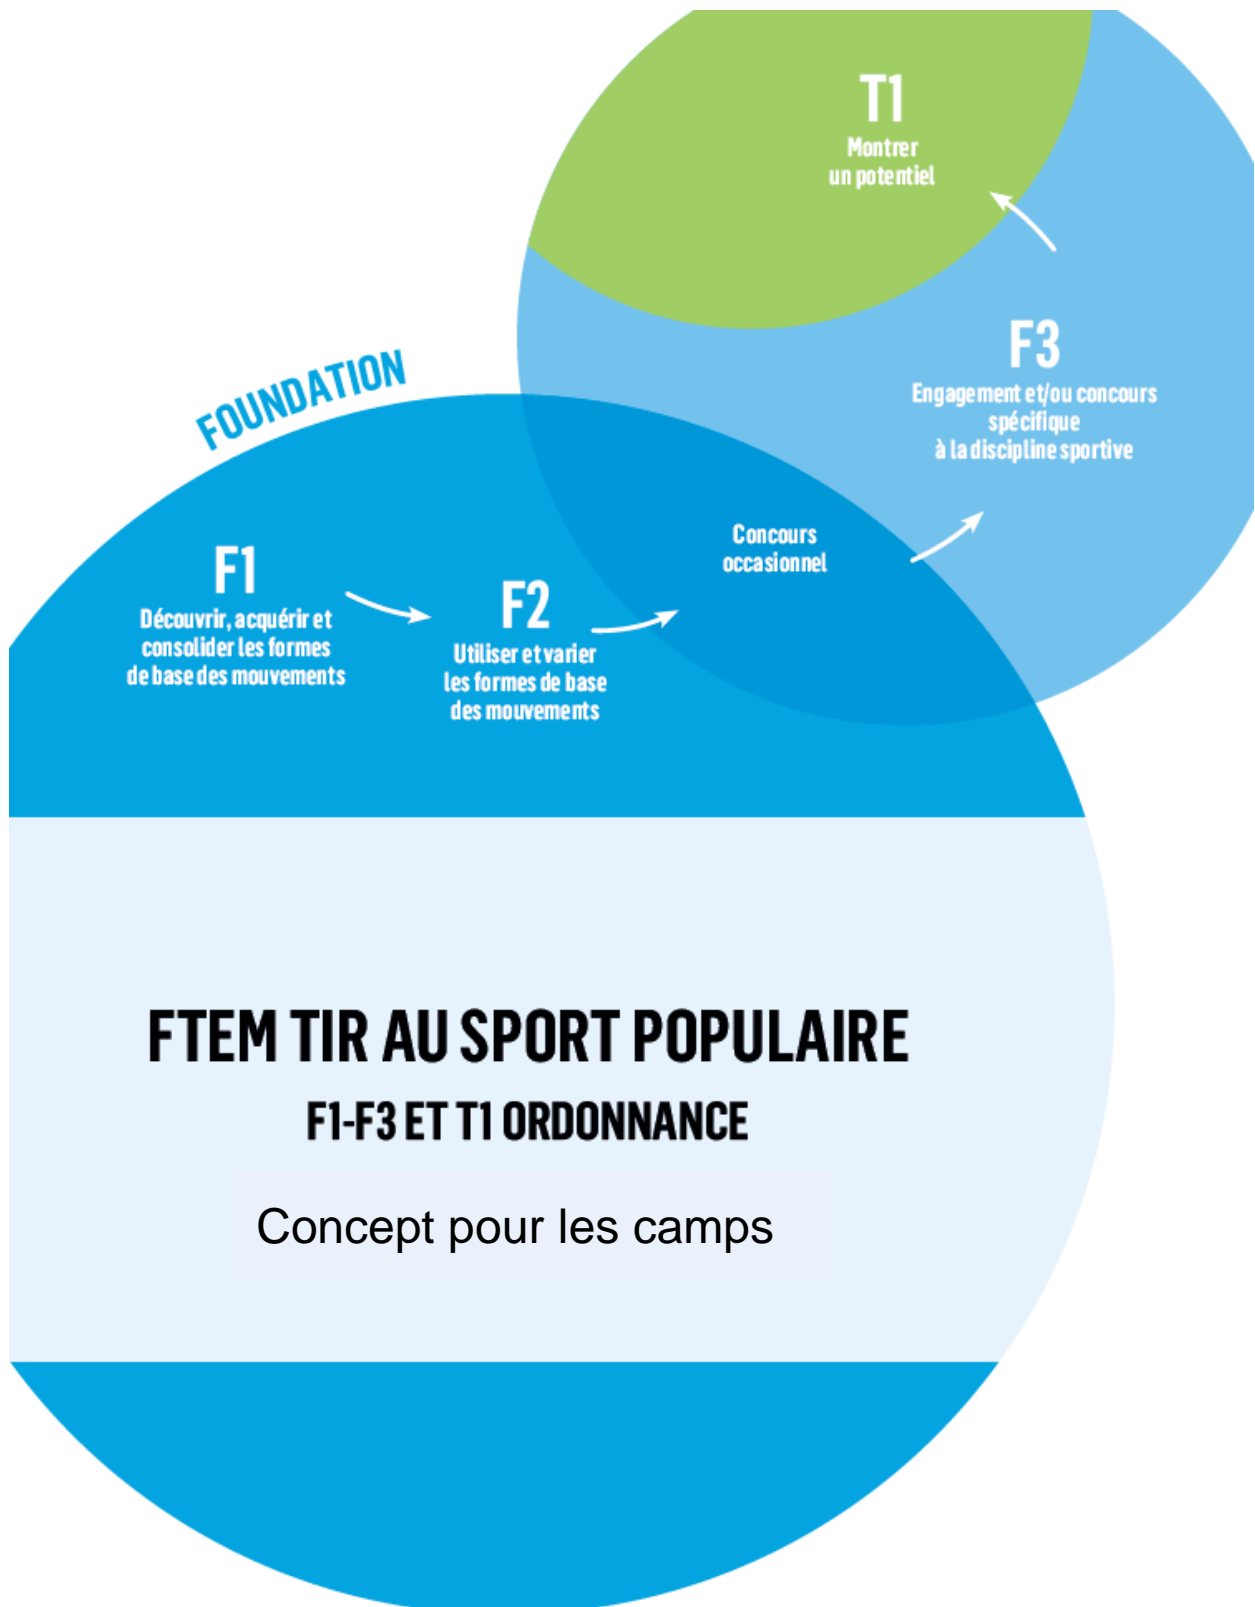 T1
Montrer
un potentiel
F3
Engagement et/ou concours
spécifique
à la discipline sportive
FOUNDATION
Concours
occasionnel
F1
Découvrir, acquérir et
consolider les formes
de base des mouvements
F2
Utiliser et varier
les formes de base
des mouvements
FTEM TIR AU SPORT POPULAIRE
F1-F3 ET T1 ORDONNANCE
Concept pour les camps